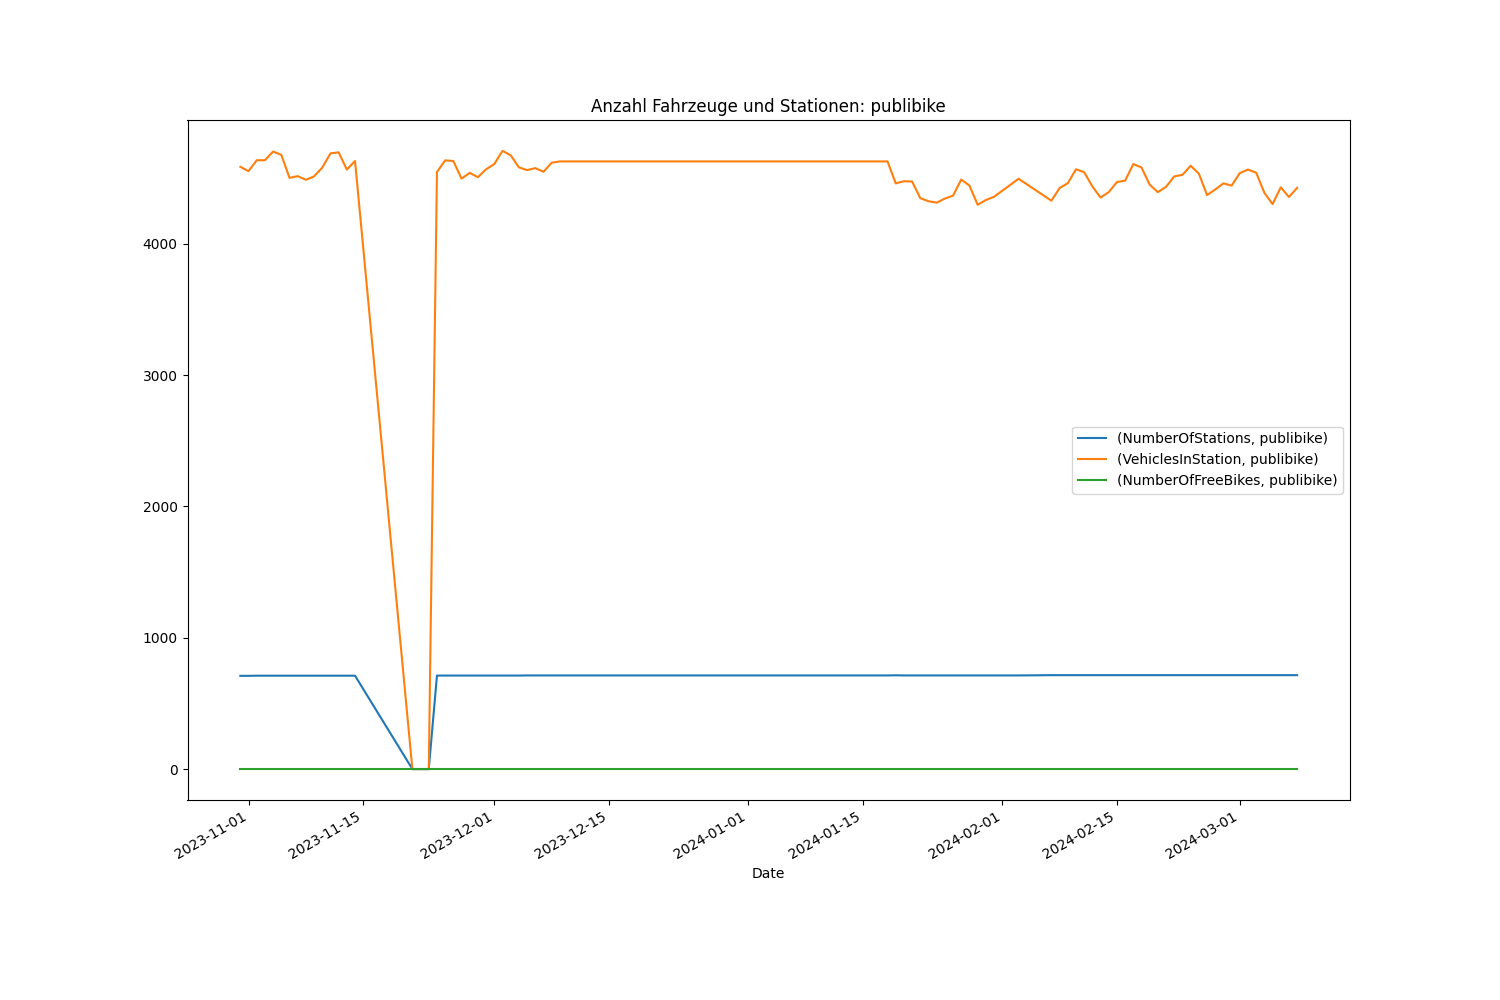 Anzahl Fahrzeuge und Stationen: publibike
4000
3000
2000
1000
0
(NumberOfStations, publibike)
(VehiclesInStation, publibike)
(NumberOfFreeBikes, publibike)
2023-11-01
2023-11-15
2023-12-01
2023-12-15
2024-01-01
2024-01-15
2024-02-01
2024-02-15
2024-03-01
Date